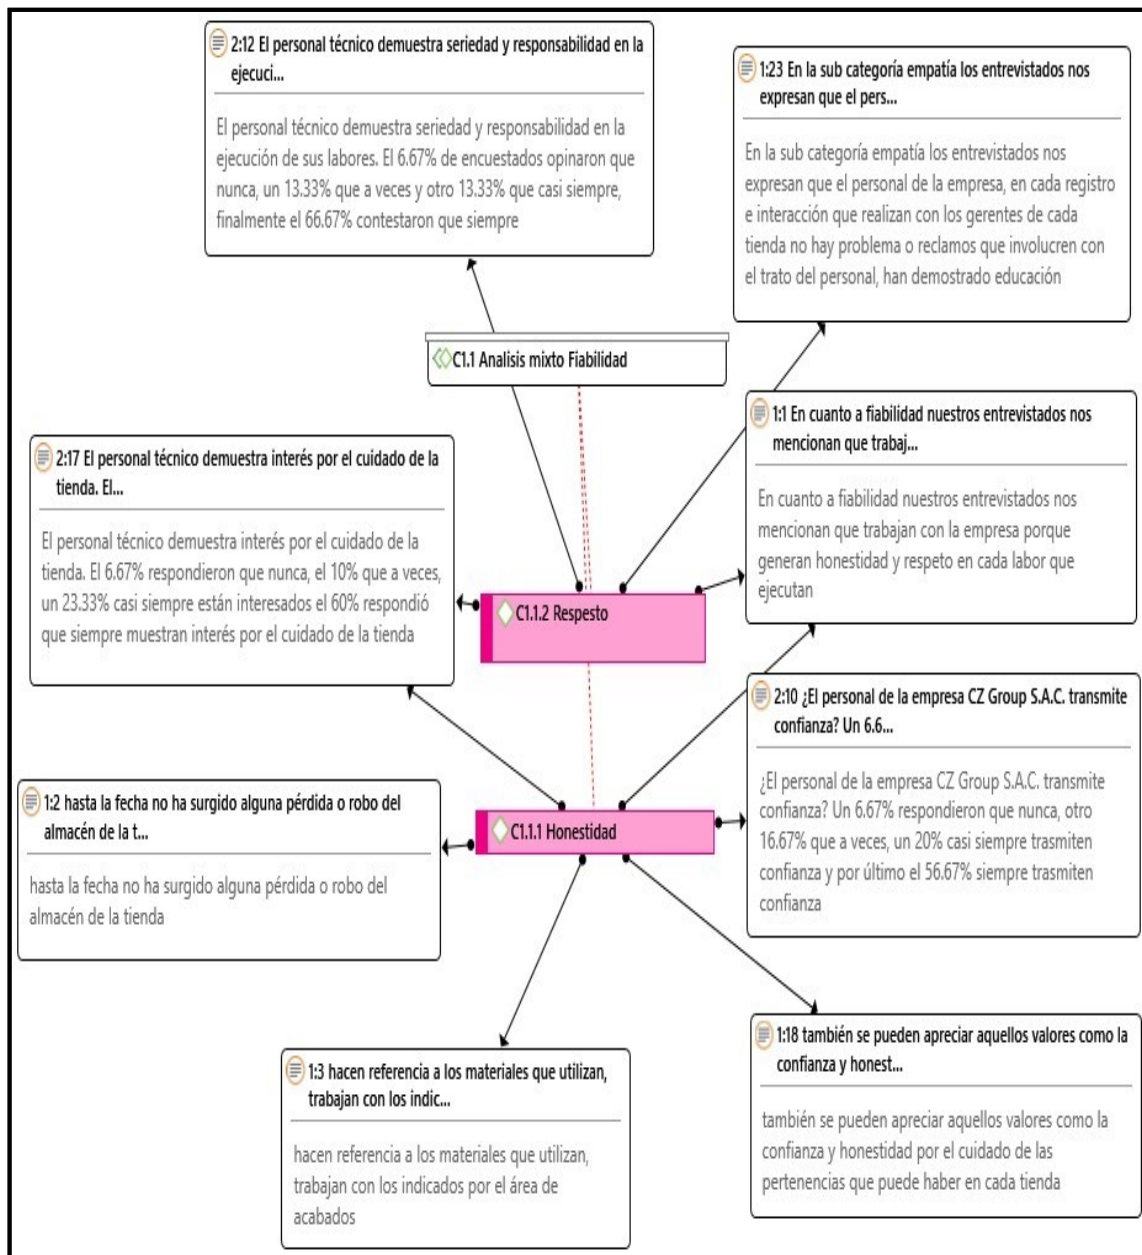 2:12 El personal técnico demuestra seriedad y responsabilidad en la
ejecuci...
El personal técnico demuestra seriedad y responsabilidad en la
ejecución de sus labores. El 6.67% de encuestados opinaron que
nunca, un 13.33% que a veces y otro 13.33% que casi siempre,
finalmente el 66.67% contestaron que siempre
1:23 En la sub categoría empatía los entrevistados nos
expresan que el pers...
En la sub categoría empatía los entrevistados nos
expresan que el personal de la empresa, en cada registro
e interacción que realizan con los gerentes de cada
tienda no hay problema o reclamos que involucren con
el trato del personal, han demostrado educación
C1.1 Analisis mixto Fiabilidad
1:1 En cuanto a fiabilidad nuestros entrevistados nos
mencionan que trabaj...
En cuanto a fiabilidad nuestros entrevistados nos
mencionan que trabajan con la empresa porque
generan honestidad y respeto en cada labor que
ejecutan
2:17 El personal técnico demuestra interés por el cuidado de la
tienda. El...
El personal técnico demuestra interés por el cuidado de la
tienda. El 6.67% respondieron que nunca, el 10% que a veces,
un 23.33% casi siempre están interesados el 60% respondió
que siempre muestran interés por el cuidado de la tienda
C1.1.2 Respesto
2:10 ¿El personal de la empresa CZ Group S.A.C. transmite
confianza? Un 6.6...
¿El personal de la empresa CZ Group S.A.C. transmite
confianza? Un 6.67% respondieron que nunca, otro
16.67% que a veces, un 20% casi siempre trasmiten
confianza y por último el 56.67% siempre trasmiten
confianza
1:2 hasta la fecha no ha surgido alguna pérdida o robo del
almacén de la t...
hasta la fecha no ha surgido alguna pérdida o robo del
almacén de la tienda
C1.1.1 Honestidad
1:3 hacen referencia a los materiales que utilizan,
trabajan con los indic...
hacen referencia a los materiales que utilizan,
trabajan con los indicados por el área de
acabados
1:18 también se pueden apreciar aquellos valores como la
confianza y honest...
también se pueden apreciar aquellos valores como la
confianza y honestidad por el cuidado de las
pertenencias que puede haber en cada tienda